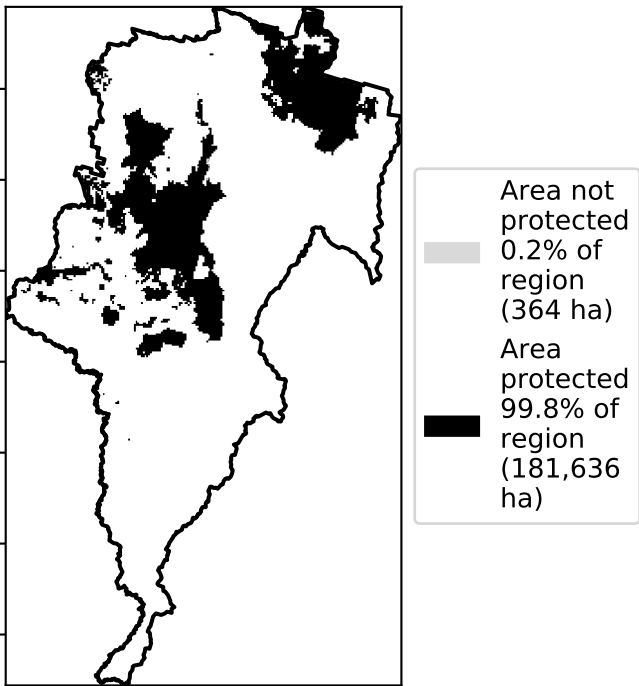 Area not
protected
0.2% of
region
(364 ha)
Area
protected
99.8% of
region
(181,636
ha)